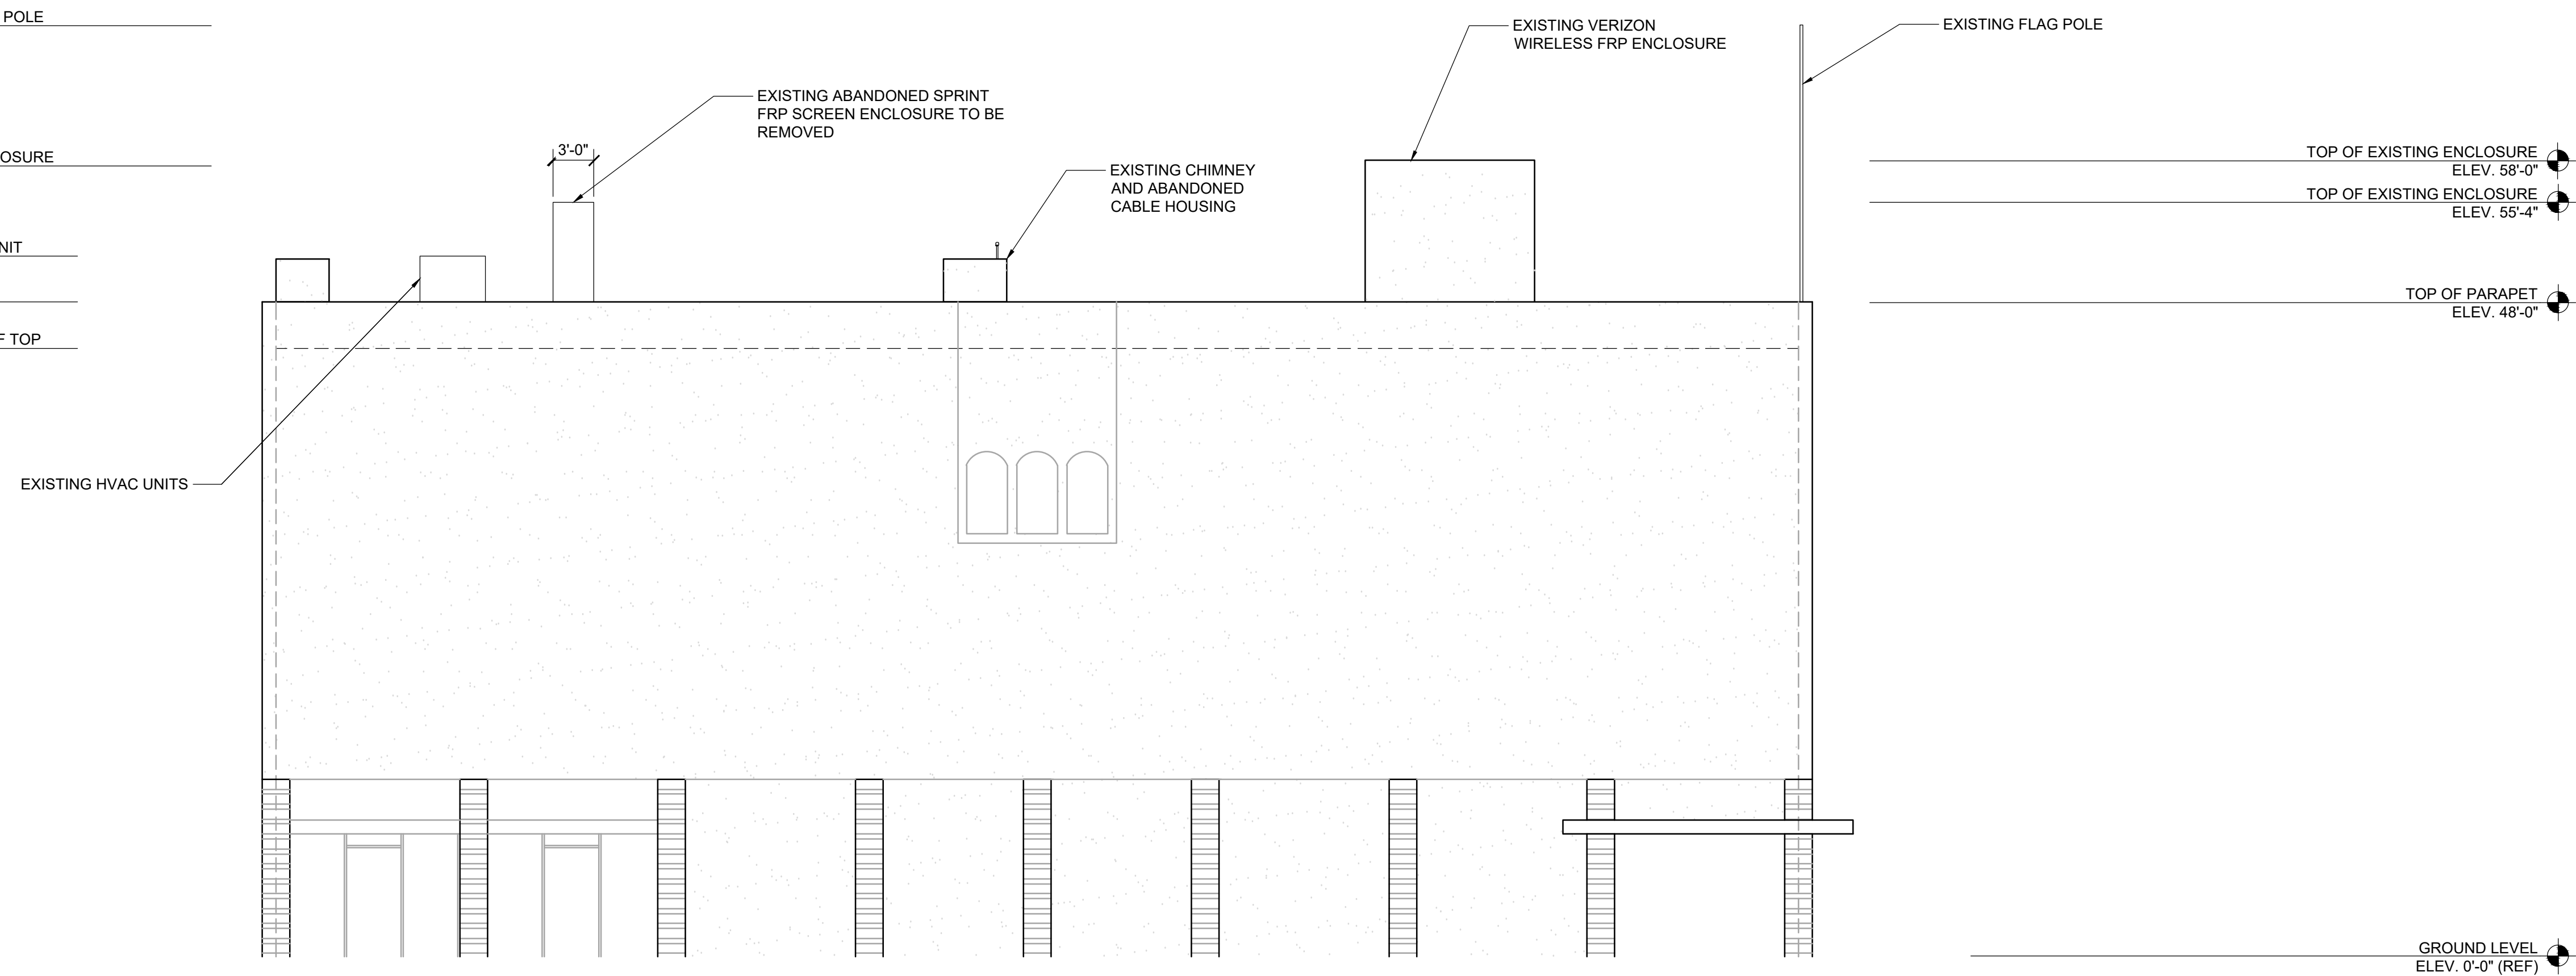 POLE
EXISTING VERIZON
WIRELESS FRP ENCLOSURE
EXISTING FLAG POLE
EXISTING ABANDONED SPRINT
FRP SCREEN ENCLOSURE TO BE
REMOVED
3'-0"
EXISTING CHIMNEY
AND ABANDONED
CABLE HOUSING
TOP OF EXISTING ENCLOSURE
ELEV. 58'-0"
TOP OF EXISTING ENCLOSURE
ELEV. 55'-4"
TOP OF PARAPET
ELEV. 48'-0"
TOP
EXISTING HVAC UNITS
GROUND LEVEL
ELEV. 0'-0" (REF)